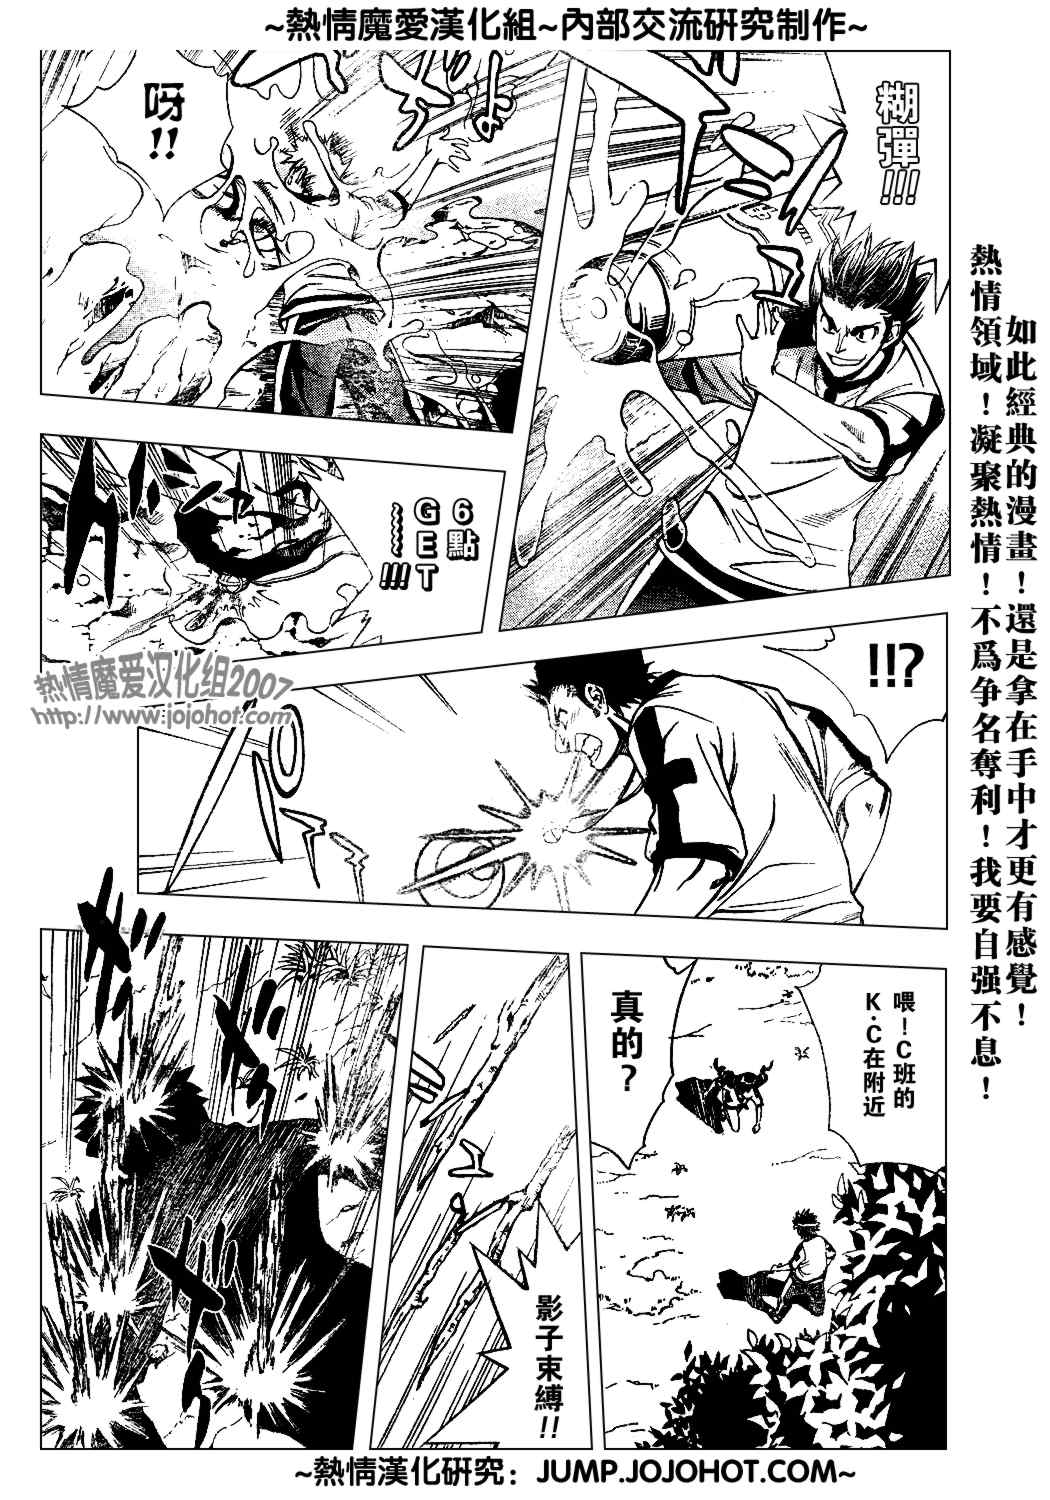 ~熱情魔愛漢化組~內部交流研究制作~
糊彈!!!
呀!!
6點
GET
~~~!!!
熱情魔爱汉化组2007
http://www.jojohot.com
!!?
喂!C班的
K.C在附近
真的?
影子束縛!!
如此經典的漫畫!還是拿在手中才更有感覺!
熱情領域!凝聚熱情!不爲争名奪利!我要自强不息!
~熱情漢化研究: JUMP.JOJOHOT.COM~